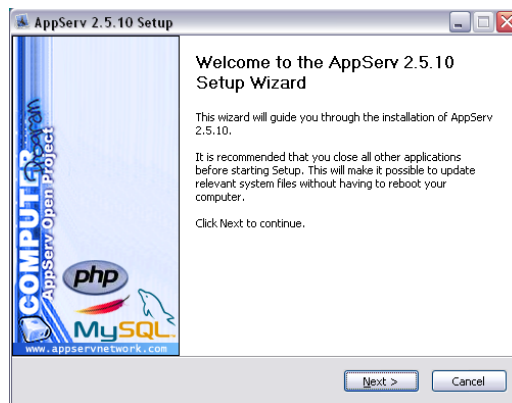 AppServ 2.5.10 Setup
Welcome to the AppServ 2.5.10
Setup Wizard
This wizard will guide you through the installation of AppServ
2.5.10.
It is recommended that you close all other applications
before starting Setup. This will make it possible to update
relevant system files without having to reboot your
computer.
Click Next to continue.
COMPUTER
Program
AppServ Open Project
php
MySQL
www.appservnetwork.com
Next >
Cancel